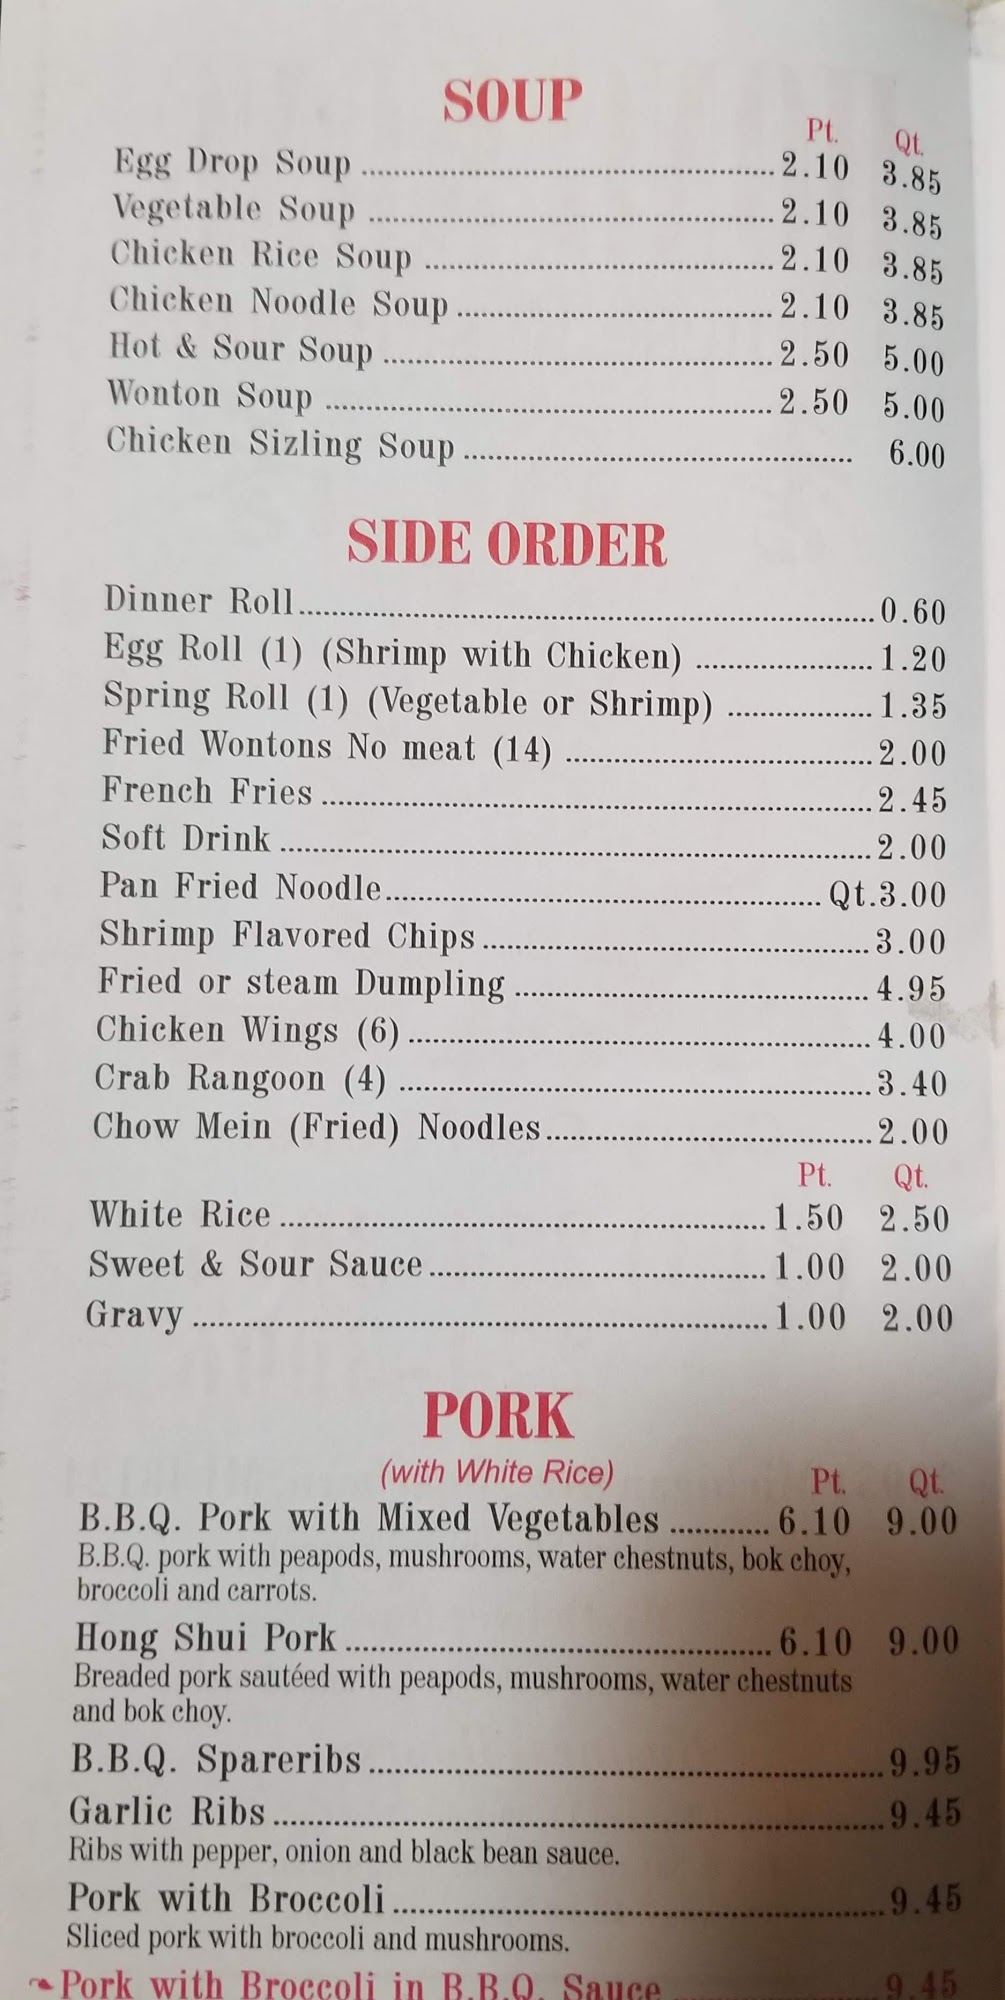 SOUP
Pt. Qt.
Egg Drop Soup ........ 2.10 3.85
Vegetable Soup ........ 2.10 3.85
Chicken Rice Soup ........ 2.10 3.85
Chicken Noodle Soup ........ 2.10 3.85
Hot & Sour Soup ........ 2.50 5.00
Wonton Soup ........ 2.50 5.00
Chicken Sizling Soup ........ 6.00
SIDE ORDER
Dinner Roll ........ 0.60
Egg Roll (1) (Shrimp with Chicken) ........ 1.20
Spring Roll (1) (Vegetable or Shrimp) ........ 1.35
Fried Wontons No meat (14) ........ 2.00
French Fries ........ 2.45
Soft Drink ........ 2.00
Pan Fried Noodle ........ Qt.3.00
Shrimp Flavored Chips ........ 3.00
Fried or steam Dumpling ........ 4.95
Chicken Wings (6) ........ 4.00
Crab Rangoon (4) ........ 3.40
Chow Mein (Fried) Noodles ........ 2.00
Pt. Qt.
White Rice ........ 1.50 2.50
Sweet & Sour Sauce ........ 1.00 2.00
Gravy ........ 1.00 2.00
PORK
(with White Rice) Pt. Qt.
B.B.Q. Pork with Mixed Vegetables ........ 6.10 9.00
B.B.Q. pork with peapods, mushrooms, water chestnuts, bok choy,
broccoli and carrots.
Hong Shui Pork ........ 6.10 9.00
Breaded pork sautéed with peapods, mushrooms, water chestnuts
and bok choy.
B.B.Q. Spareribs ........ 9.95
Garlic Ribs ........ 9.45
Ribs with pepper, onion and black bean sauce.
Pork with Broccoli ........ 9.45
Sliced pork with broccoli and mushrooms.
Pork with Broccoli in B.B.Q. Sauce ........ 9.45